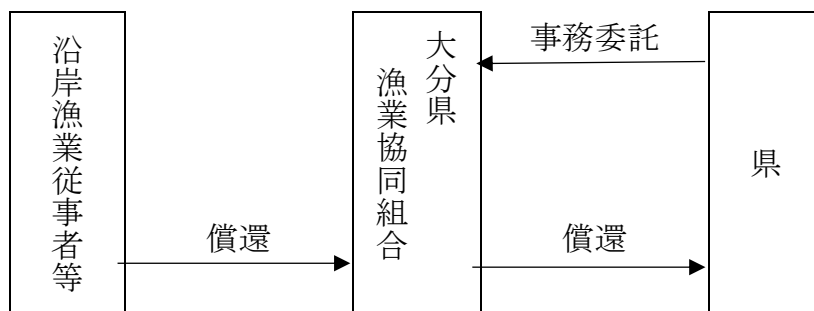 沿岸漁業従事者等
償還
大分県
漁業協同組合
事務委託
償還
県